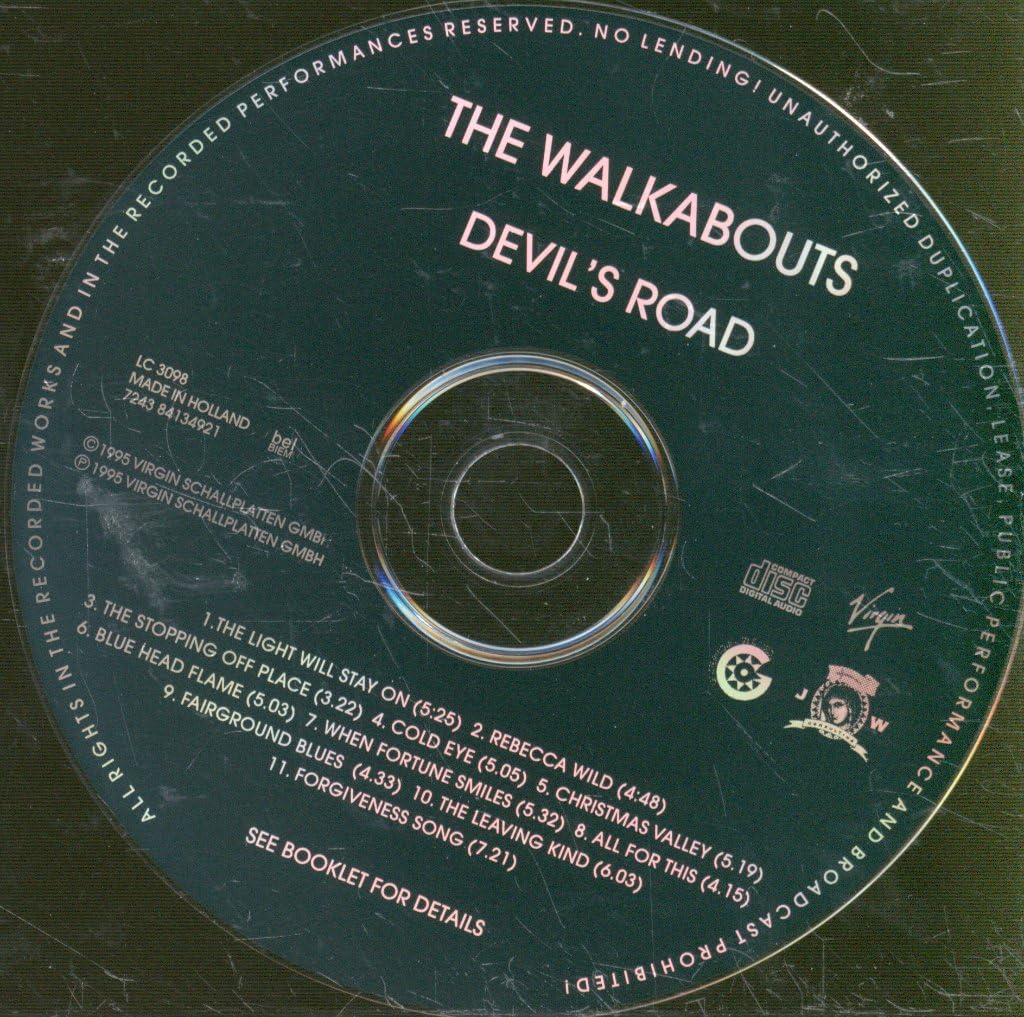 ALL RIGHTS IN THE RECORDED WORKS AND IN THE RECORDED PERFORMANCES RESERVED. NO LENDING! UNAUTHORIZED DUPLICATION, LEASE, PUBLIC PERFORMANCE AND BROADCAST PROHIBITED!
THE WALKABOUTS
DEVIL'S ROAD
LC 3098
MADE IN HOLLAND
7243 84134921
bel
BIEM
© 1995 VIRGIN SCHALLPLATTEN GMBH
℗ 1995 VIRGIN SCHALLPLATTEN GMBH
COMPACT
disc
DIGITAL AUDIO
Virgin
G
J W
1.THE LIGHT WILL STAY ON (5:25) 2. REBECCA WILD (4:48)
3. THE STOPPING OFF PLACE (3.22) 4. COLD EYE (5.05) 5. CHRISTMAS VALLEY (5.19)
6. BLUE HEAD FLAME (5.03) 7. WHEN FORTUNE SMILES (5.32) 8. ALL FOR THIS (4.15)
9. FAIRGROUND BLUES (4.33) 10. THE LEAVING KIND (6.03)
11. FORGIVENESS SONG (7.21)
SEE BOOKLET FOR DETAILS